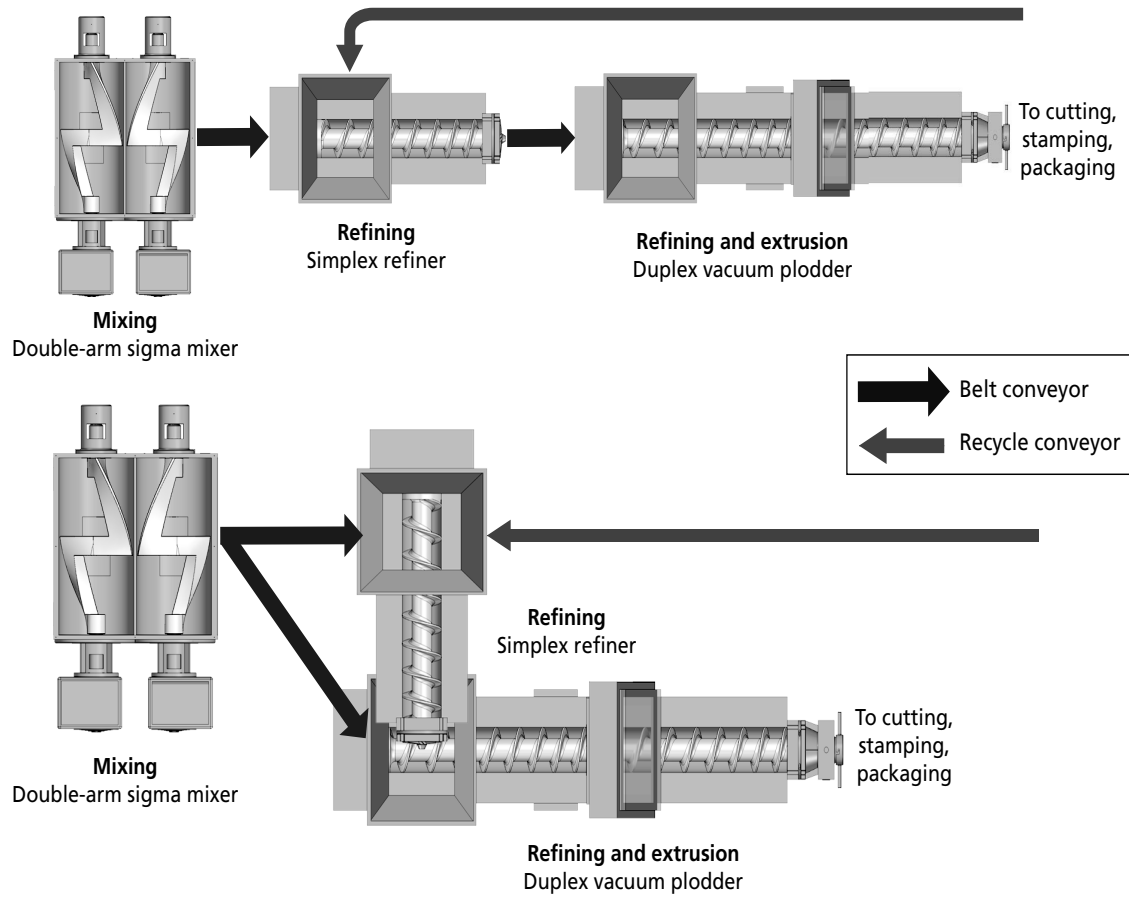 To cutting,
stamping,
packaging
Refining
Simplex refiner
Refining and extrusion
Duplex vacuum plodder
Mixing
Double-arm sigma mixer
Belt conveyor
Recycle conveyor
Refining
Simplex refiner
To cutting,
stamping,
packaging
Mixing
Double-arm sigma mixer
Refining and extrusion
Duplex vacuum plodder